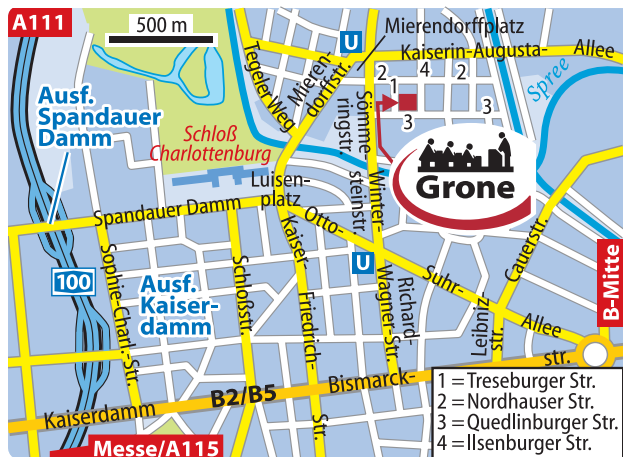 A111
500 m
Mierendorffplatz
U
Kaiserin-Augusta-
Allee
Tegeler Weg
Mieren-
dorffstr.
2
4
2
1
3
3
Sömme-
ringstr.
Spree
Ausf.
Spandauer
Damm
Schloß
Charlottenburg
Grone
Luisen-
platz
Winter-
steinstr.
Spandauer Damm
Otto-
Suhr-
Allee
Cauerstr.
B-Mitte
100
Sophie-Charl.-Str.
Ausf.
Kaiser-
damm
Schloßstr.
Kaiser-
Friedrich-
Str.
U
Richard-
Wagner-Str.
Leibniz-
str.
Kaiserdamm
B2/B5
Bismarck-
str.
Messe/A115
1 = Treseburger Str.
2 = Nordhauser Str.
3 = Quedlinburger Str.
4 = Ilsenburger Str.